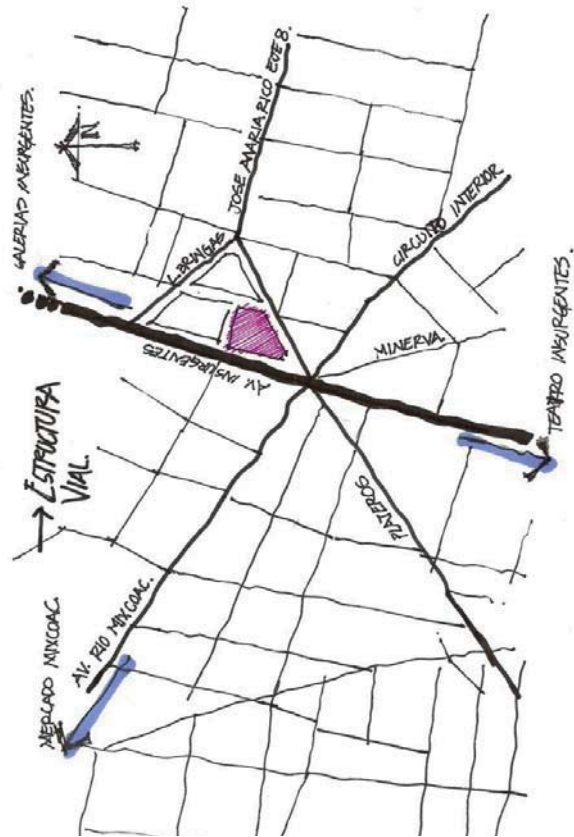 GALERIAS INSURGENTES.
N
JOSE MARIA RICO EJE 8.
L. BRINGAS
CIRCUITO INTERIOR
AV. INSURGENTES
MINERVA
→ ESTRUCTURA
VIAL.
TEATRO INSURGENTES.
PLATEROS
AV. RIO MIXCOAC.
MERCADO MIXCOAC.